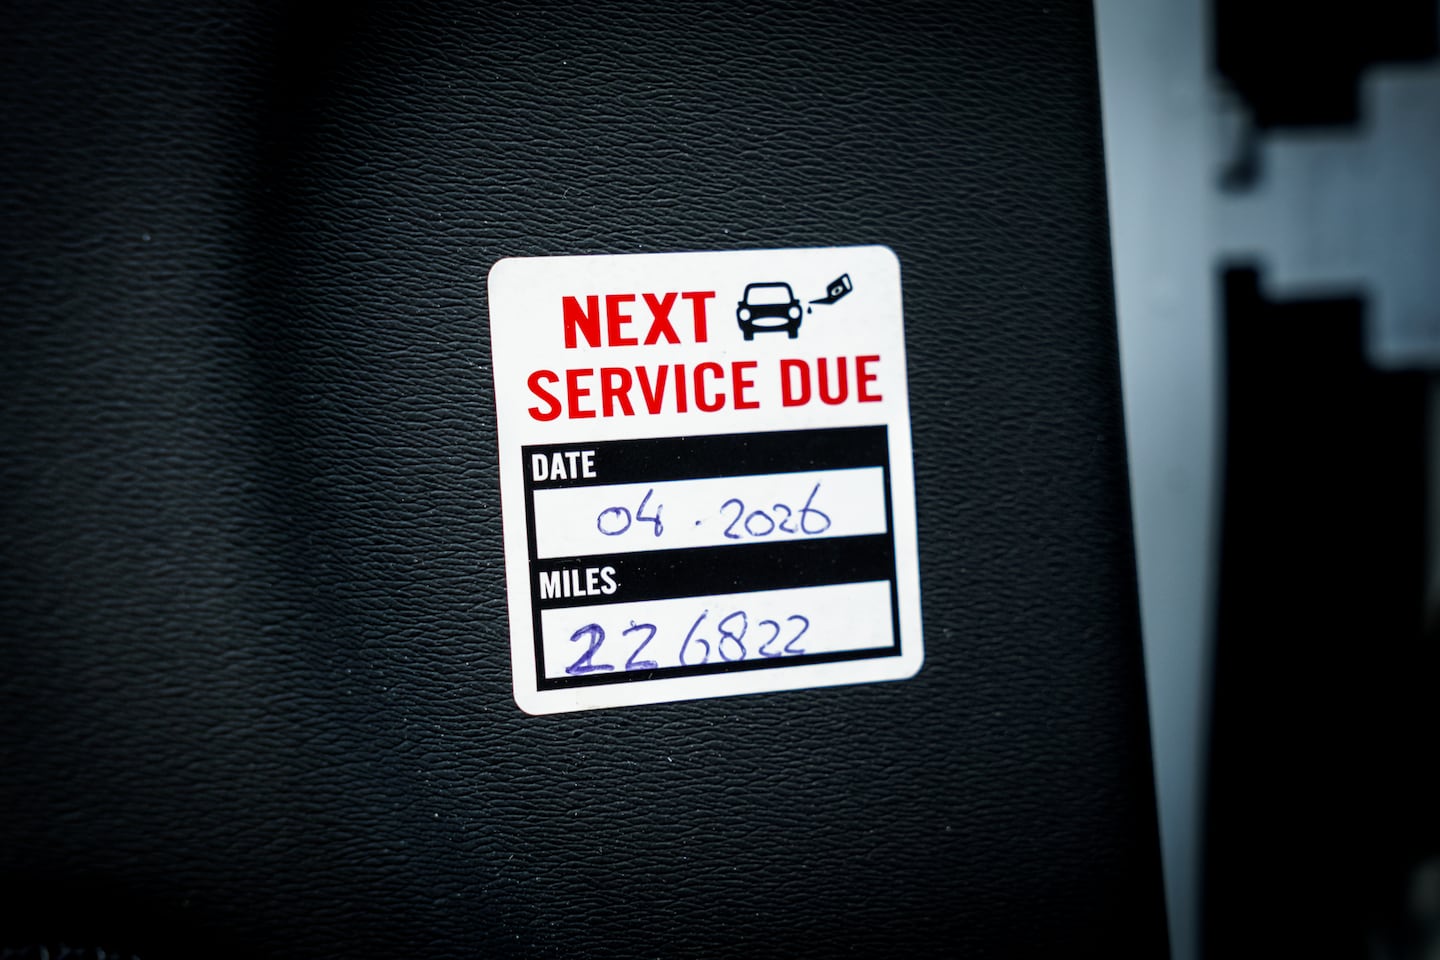 NEXT
SERVICE DUE
DATE
04 . 2026
MILES
226822